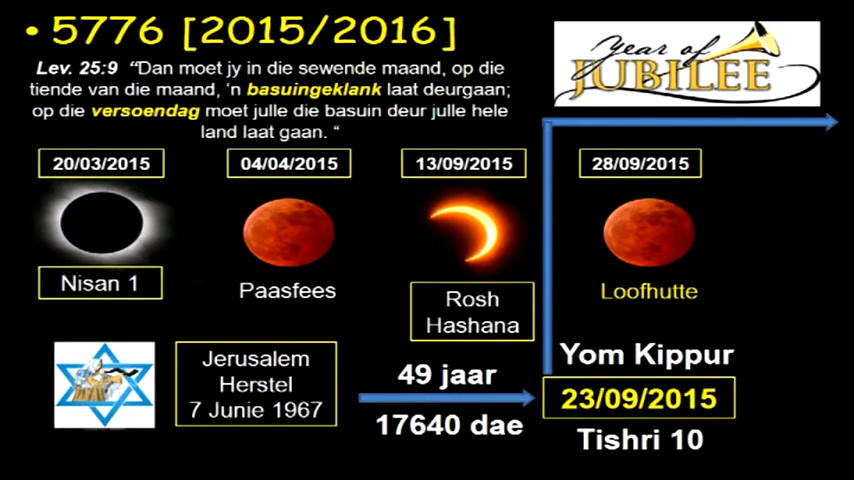 • 5776 [2015/2016]
Lev. 25:9 “Dan moet jy in die sewende maand, op die
tiende van die maand, ’n basuingeklank laat deurgaan;
op die versoendag moet julle die basuin deur julle hele
land laat gaan. “
Year of
JUBILEE
20/03/2015
04/04/2015
13/09/2015
28/09/2015
Nisan 1
Paasfees
Rosh
Hashana
Loofhutte
Jerusalem
Herstel
7 Junie 1967
49 jaar
17640 dae
Yom Kippur
23/09/2015
Tishri 10